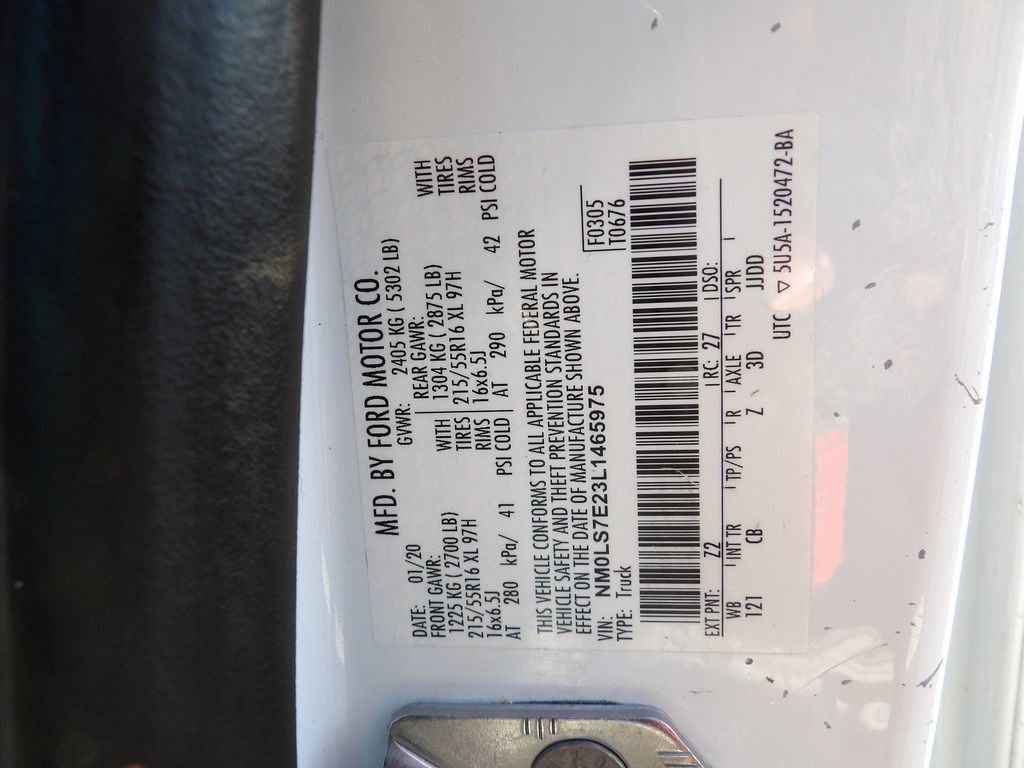 MFD. BY FORD MOTOR CO.
DATE: 01/20 GVWR: 2405 KG ( 5302 LB)
FRONT GAWR: REAR GAWR:
1225 KG ( 2700 LB) WITH 1304 KG ( 2875 LB) WITH
215/55R16 XL 97H TIRES 215/55R16 XL 97H TIRES
16x6.5J RIMS 16x6.5J RIMS
AT 280 kPa/ 41 PSI COLD AT 290 kPa/ 42 PSI COLD
THIS VEHICLE CONFORMS TO ALL APPLICABLE FEDERAL MOTOR
VEHICLE SAFETY AND THEFT PREVENTION STANDARDS IN
EFFECT ON THE DATE OF MANUFACTURE SHOWN ABOVE.
VIN: NM0LS7E23L1465975 F0305
TYPE: Truck T0676
EXT PNT: Z2 RC: 27 DSO:
WB INT TR TP/PS R AXLE TR SPR
121 CB Z 3D JJDD
UTC ▽ 5U5A-1520472-BA